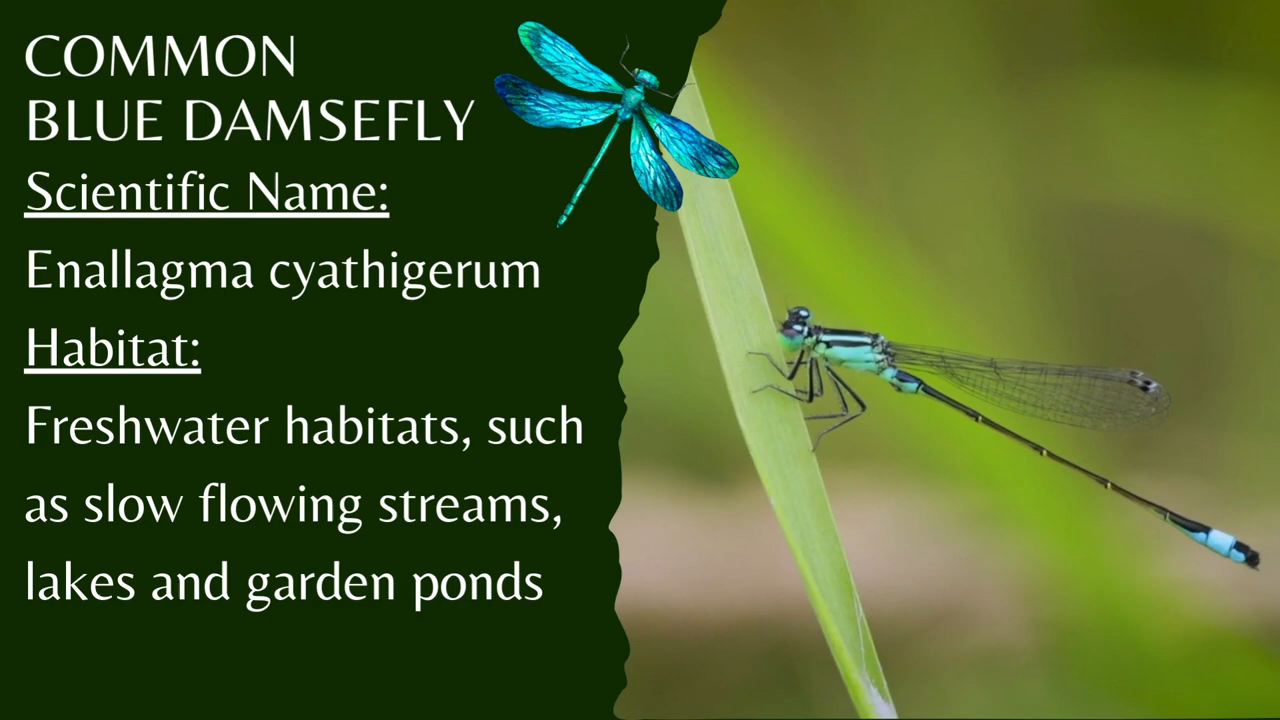 COMMON
BLUE DAMSEFLY
Scientific Name:
Enallagma cyathigerum
Habitat:
Freshwater habitats, such
as slow flowing streams,
lakes and garden ponds